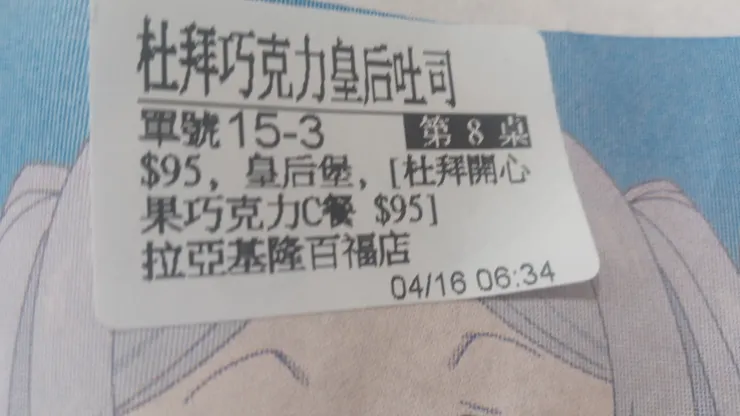 杜拜巧克力皇后吐司
單號15-3 第 8 桌
$95, 皇后堡, [杜拜開心
果巧克力C餐 $95]
拉亞基隆百福店
04/16 06:34